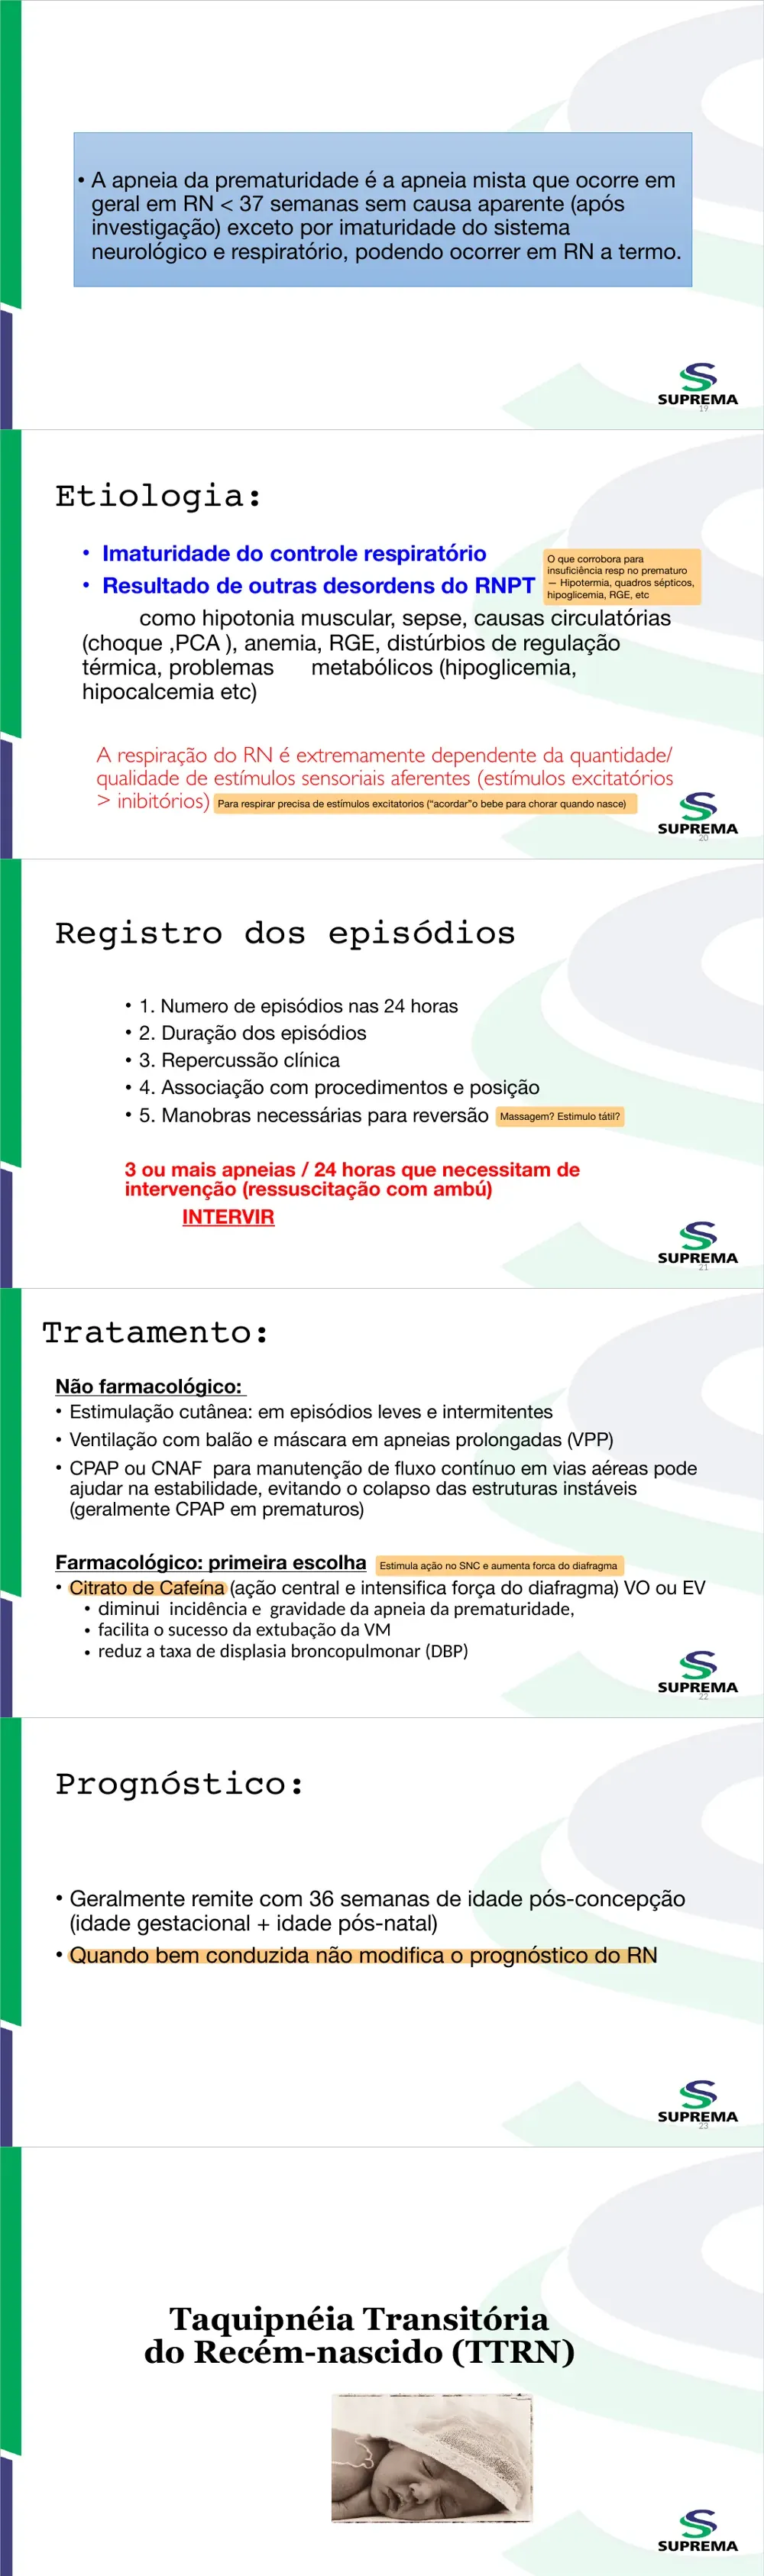 • A apneia da prematuridade é a apneia mista que ocorre em
geral em RN < 37 semanas sem causa aparente (após
investigação) exceto por imaturidade do sistema
neurológico e respiratório, podendo ocorrer em RN a termo.
SUPREMA
19
Etiologia:
• Imaturidade do controle respiratório
• Resultado de outras desordens do RNPT
O que corrobora para
insuficiência resp no prematuro
— Hipotermia, quadros sépticos,
hipoglicemia, RGE, etc
como hipotonia muscular, sepse, causas circulatórias
(choque ,PCA ), anemia, RGE, distúrbios de regulação
térmica, problemas metabólicos (hipoglicemia,
hipocalcemia etc)
A respiração do RN é extremamente dependente da quantidade/
qualidade de estímulos sensoriais aferentes (estímulos excitatórios
> inibitórios)
Para respirar precisa de estímulos excitatorios ("acordar"o bebe para chorar quando nasce)
SUPREMA
20
Registro dos episódios
• 1. Numero de episódios nas 24 horas
• 2. Duração dos episódios
• 3. Repercussão clínica
• 4. Associação com procedimentos e posição
• 5. Manobras necessárias para reversão
Massagem? Estimulo tátil?
3 ou mais apneias / 24 horas que necessitam de
intervenção (ressuscitação com ambú)
INTERVIR
SUPREMA
21
Tratamento:
Não farmacológico:
• Estimulação cutânea: em episódios leves e intermitentes
• Ventilação com balão e máscara em apneias prolongadas (VPP)
• CPAP ou CNAF para manutenção de fluxo contínuo em vias aéreas pode
ajudar na estabilidade, evitando o colapso das estruturas instáveis
(geralmente CPAP em prematuros)
Farmacológico: primeira escolha
Estimula ação no SNC e aumenta forca do diafragma
• Citrato de Cafeína (ação central e intensifica força do diafragma) VO ou EV
• diminui incidência e gravidade da apneia da prematuridade,
• facilita o sucesso da extubação da VM
• reduz a taxa de displasia broncopulmonar (DBP)
SUPREMA
22
Prognóstico:
• Geralmente remite com 36 semanas de idade pós-concepção
(idade gestacional + idade pós-natal)
• Quando bem conduzida não modifica o prognóstico do RN
SUPREMA
23
Taquipnéia Transitória
do Recém-nascido (TTRN)
SUPREMA